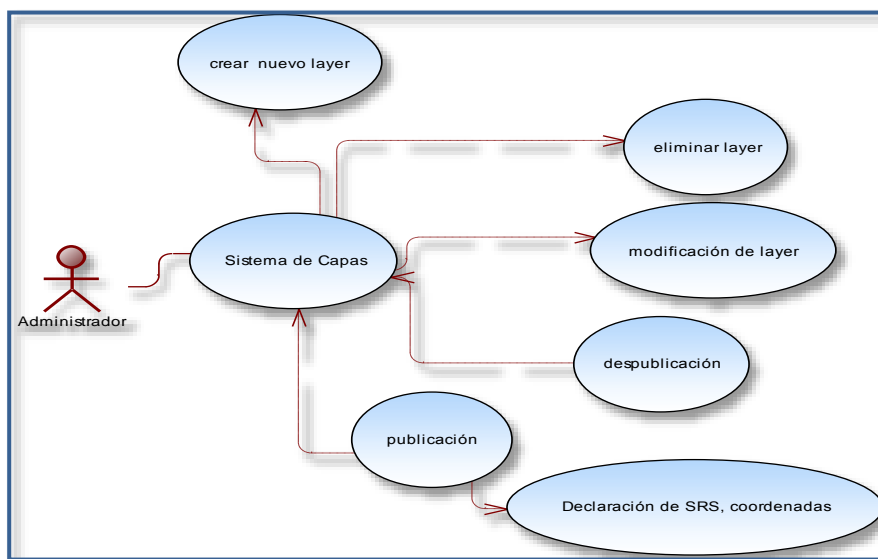 crear nuevo layer
eliminar layer
modificación de layer
Sistema de Capas
Administrador
despublicación
publicación
Declaración de SRS, coordenadas